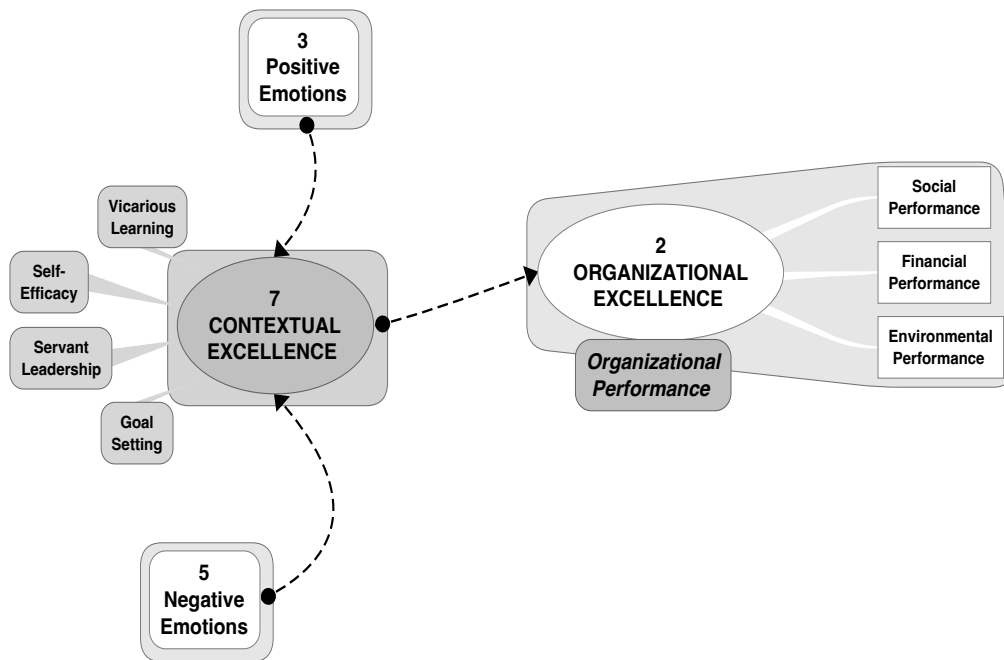 3
Positive
Emotions
Vicarious
Learning
Self-
Efficacy
Servant
Leadership
Goal
Setting
7
CONTEXTUAL
EXCELLENCE
2
ORGANIZATIONAL
EXCELLENCE
Organizational
Performance
Social
Performance
Financial
Performance
Environmental
Performance
5
Negative
Emotions